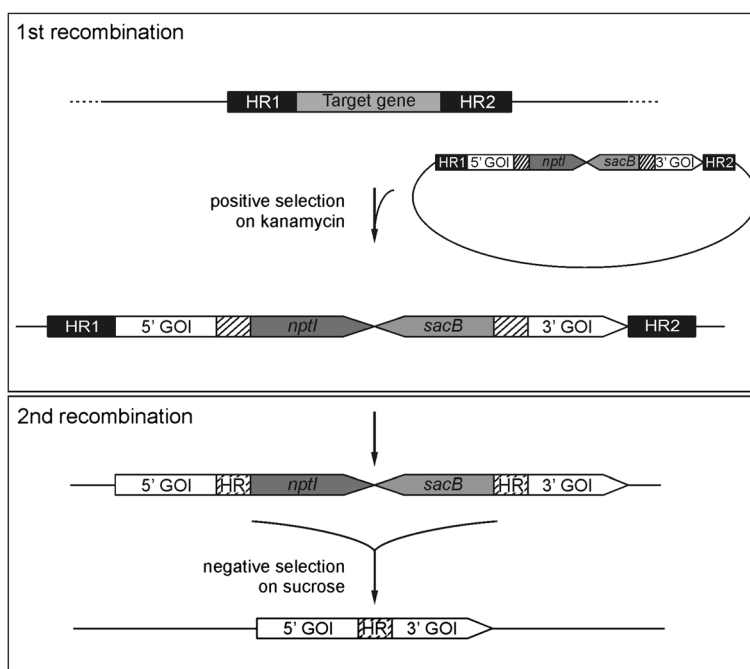 1st recombination
HR1 Target gene HR2
HR1 5' GOI nptI sacB 3' GOI HR2
positive selection
on kanamycin
HR1 5' GOI nptI sacB 3' GOI HR2
2nd recombination
5' GOI HR nptI sacB HR 3' GOI
negative selection
on sucrose
5' GOI HR 3' GOI